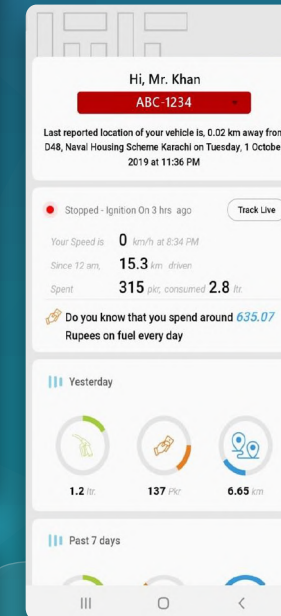 Hi, Mr. Khan
ABC-1234
Last reported location of your vehicle is, 0.02 km away from
D48, Naval Housing Scheme Karachi on Tuesday, 1 Octobe
2019 at 11:36 PM
Stopped - Ignition On 3 hrs ago
Track Live
Your Speed is 0 km/h at 8:34 PM
Since 12 am, 15.3 km driven
Spent 315 pkr, consumed 2.8 ltr.
Do you know that you spend around 635.07
Rupees on fuel every day
Yesterday
1.2 ltr. 137 Pkr 6.65 km
Past 7 days